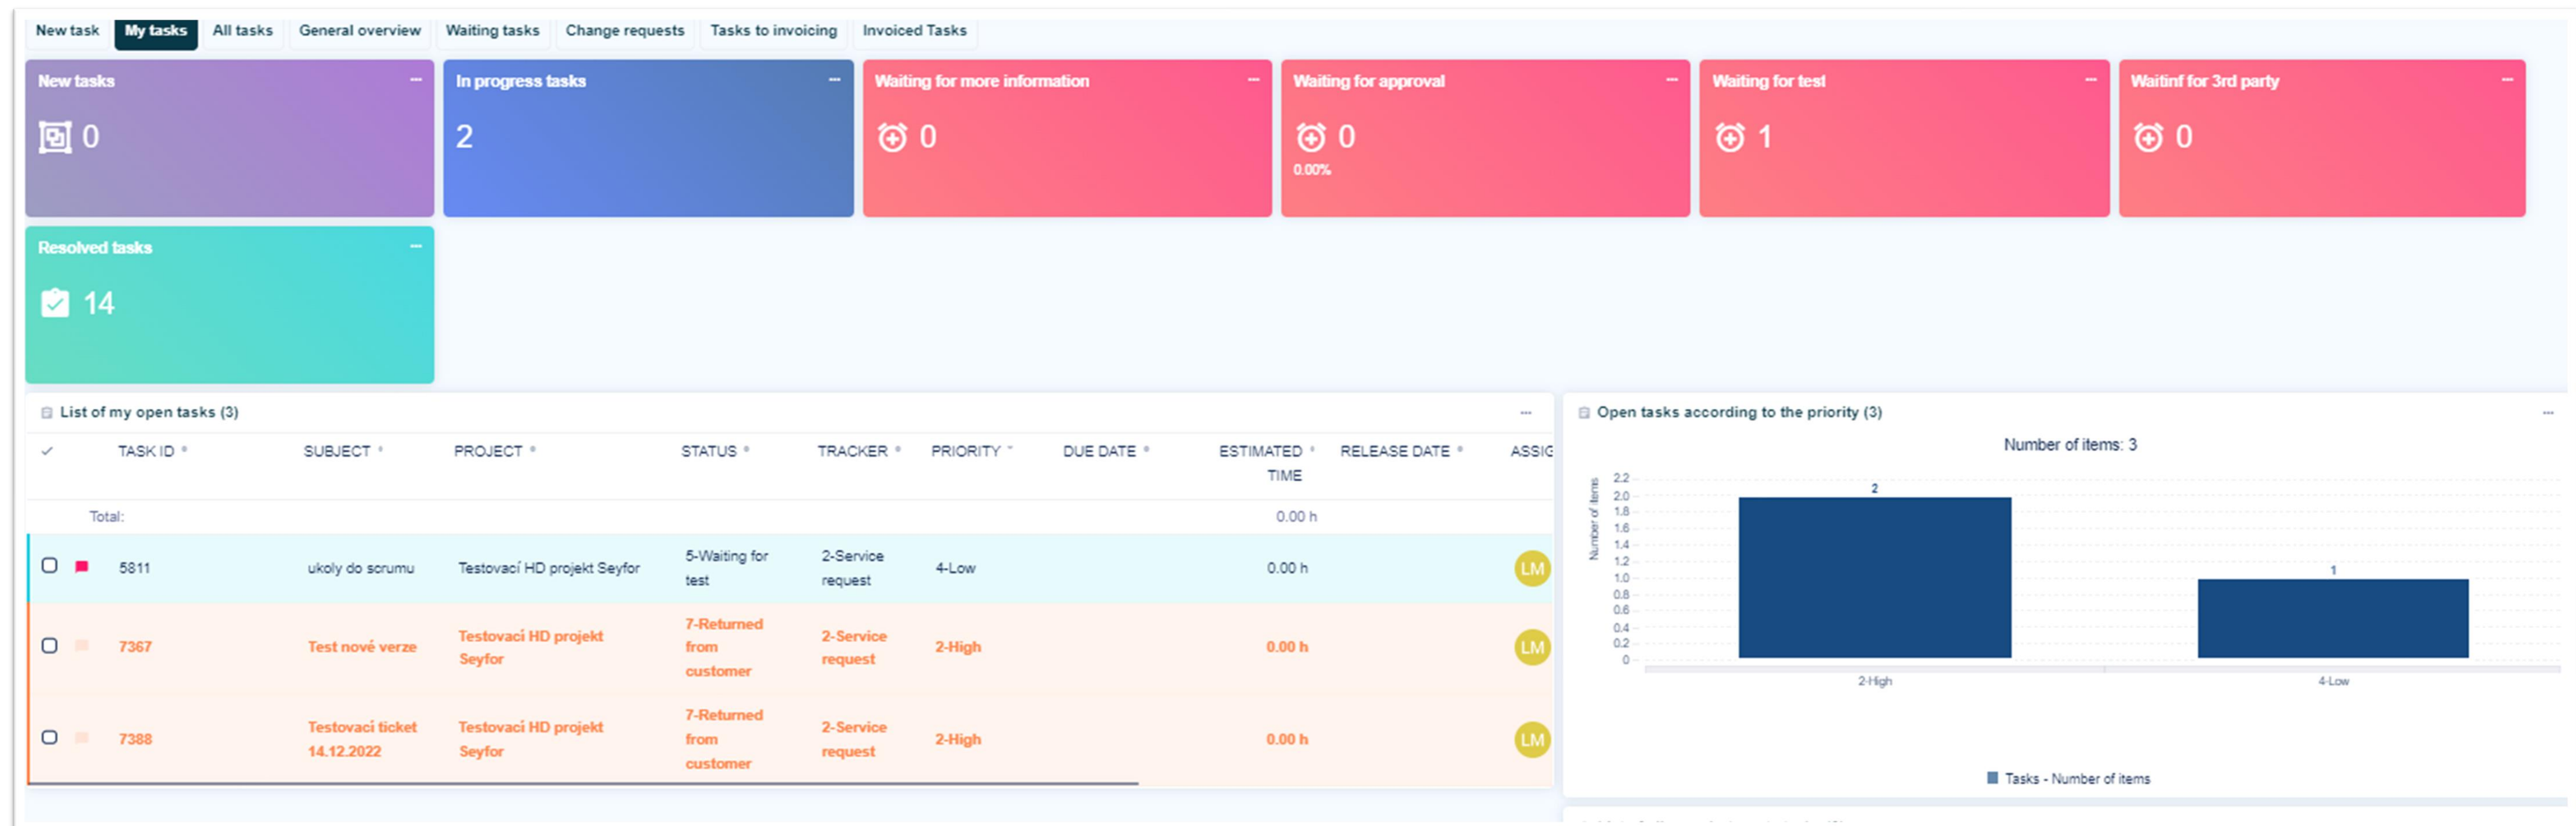 New task My tasks All tasks General overview Waiting tasks Change requests Tasks to invoicing Invoiced Tasks
New tasks
0
In progress tasks
2
Waiting for more information
0
Waiting for approval
0
0.00%
Waiting for test
1
Waitinf for 3rd party
0
Resolved tasks
14
List of my open tasks (3)
TASK ID SUBJECT PROJECT STATUS TRACKER PRIORITY DUE DATE ESTIMATED TIME RELEASE DATE ASSIG
Total: 0.00 h
5811 ukoly do scrumu Testovací HD projekt Seyfor 5-Waiting for test 2-Service request 4-Low 0.00 h LM
7367 Test nové verze Testovací HD projekt Seyfor 7-Returned from customer 2-Service request 2-High 0.00 h LM
7388 Testovací ticket 14.12.2022 Testovací HD projekt Seyfor 7-Returned from customer 2-Service request 2-High 0.00 h LM
Open tasks according to the priority (3)
Number of items: 3
Number of items
2.2
2.0
1.8
1.6
1.4
1.2
1.0
0.8
0.6
0.4
0.2
0
2
1
2-High 4-Low
Tasks - Number of items